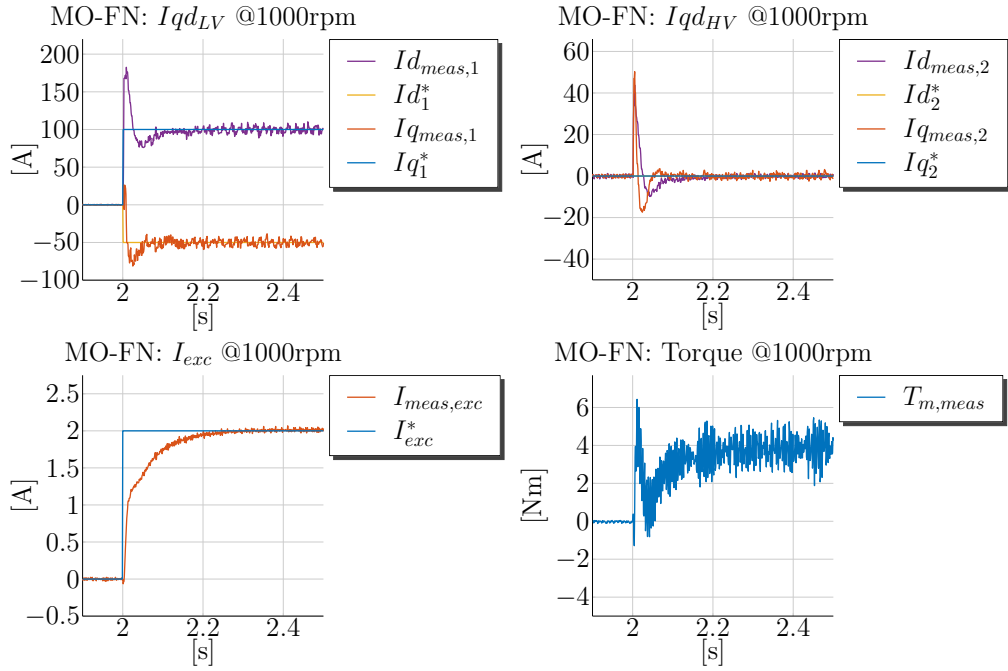 MO-FN: Iqd_LV @1000rpm
200
150
100
50
0
−50
−100
[A]
2
2.2
2.4
[s]
Id_meas,1
Id*_1
Iq_meas,1
Iq*_1
MO-FN: Iqd_HV @1000rpm
60
40
20
0
−20
−40
[A]
2
2.2
2.4
[s]
Id_meas,2
Id*_2
Iq_meas,2
Iq*_2
MO-FN: I_exc @1000rpm
2.5
2
1.5
1
0.5
0
−0.5
[A]
2
2.2
2.4
[s]
I_meas,exc
I*_exc
MO-FN: Torque @1000rpm
6
4
2
0
−2
−4
[Nm]
2
2.2
2.4
[s]
T_m,meas